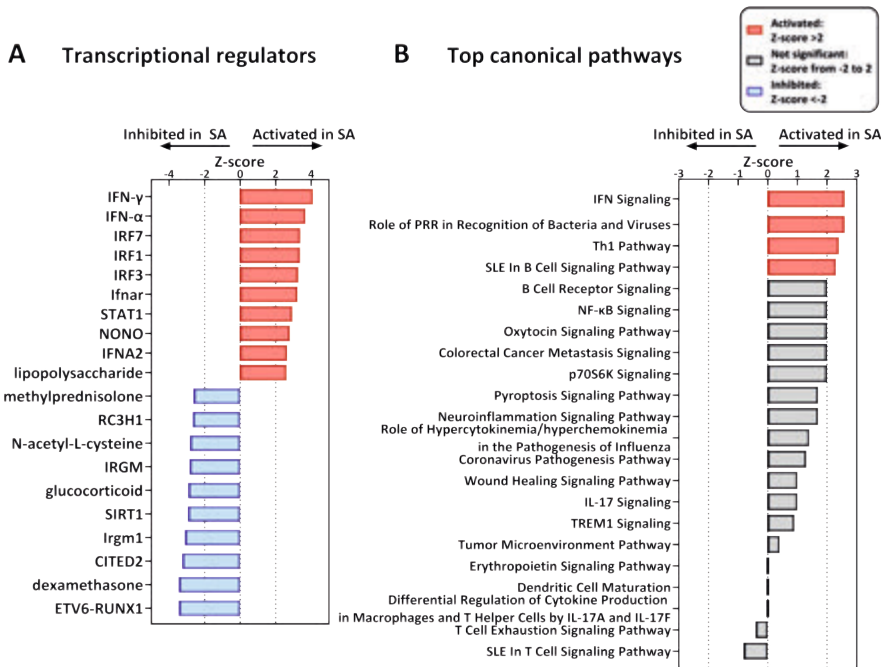 Activated:
Z-score >2
Not significant:
Z-score from -2 to 2
Inhibited:
Z-score <-2
A Transcriptional regulators
Inhibited in SA Activated in SA
Z-score
-4 -2 0 2 4
IFN-γ
IFN-α
IRF7
IRF1
IRF3
Ifnar
STAT1
NONO
IFNA2
lipopolysaccharide
methylprednisolone
RC3H1
N-acetyl-L-cysteine
IRGM
glucocorticoid
SIRT1
Irgm1
CITED2
dexamethasone
ETV6-RUNX1
B Top canonical pathways
Inhibited in SA Activated in SA
Z-score
-3 -2 -1 0 1 2 3
IFN Signaling
Role of PRR in Recognition of Bacteria and Viruses
Th1 Pathway
SLE In B Cell Signaling Pathway
B Cell Receptor Signaling
NF-κB Signaling
Oxytocin Signaling Pathway
Colorectal Cancer Metastasis Signaling
p70S6K Signaling
Pyroptosis Signaling Pathway
Neuroinflammation Signaling Pathway
Role of Hypercytokinemia/hyperchemokinemia
in the Pathogenesis of Influenza
Coronavirus Pathogenesis Pathway
Wound Healing Signaling Pathway
IL-17 Signaling
TREM1 Signaling
Tumor Microenvironment Pathway
Erythropoietin Signaling Pathway
Dendritic Cell Maturation
Differential Regulation of Cytokine Production
in Macrophages and T Helper Cells by IL-17A and IL-17F
T Cell Exhaustion Signaling Pathway
SLE In T Cell Signaling Pathway